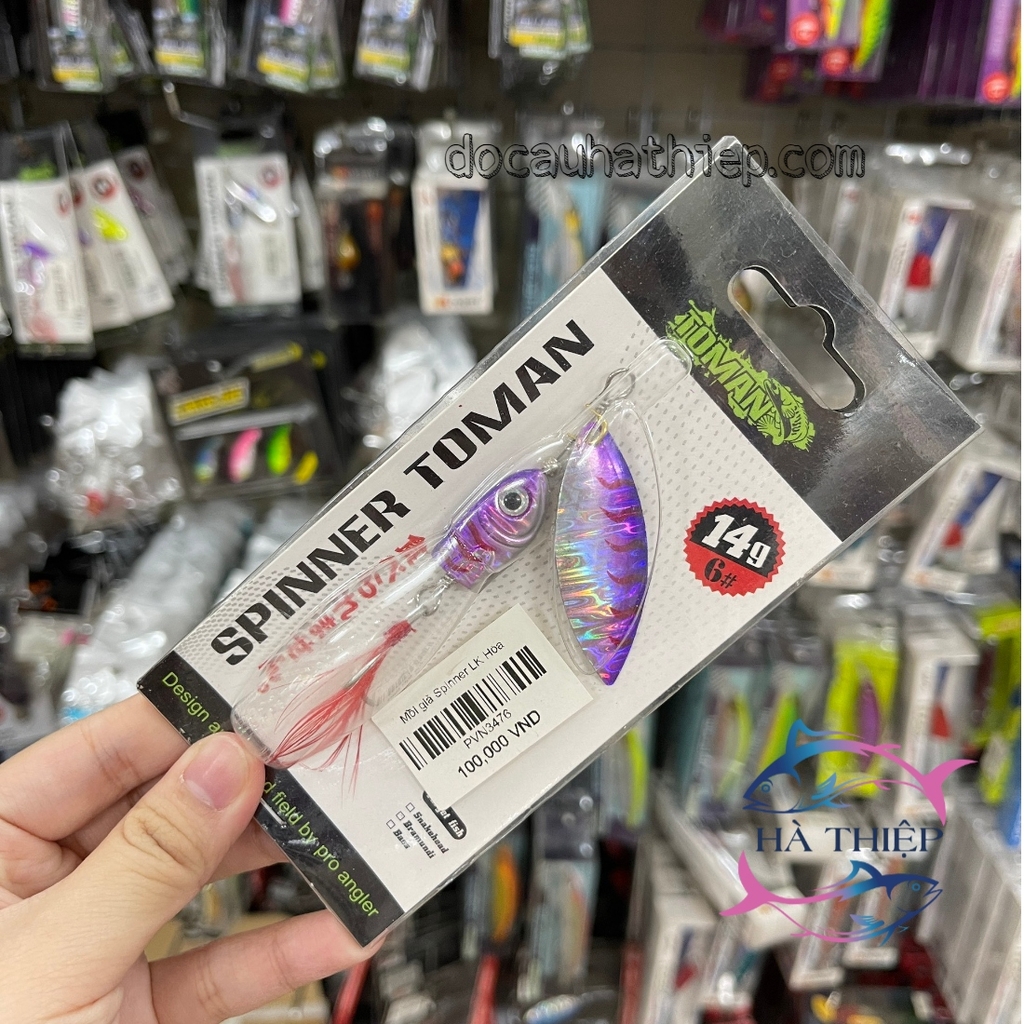 docauhathiep.com
TOMAN
SPINNER TOMAN
14g
6#
Mồi giả Spinner LK Hoa
PVN3476
100,000 VND
Snakehead
Bramundi
Bass
Design a
d field by pro angler
HÀ THIỆP